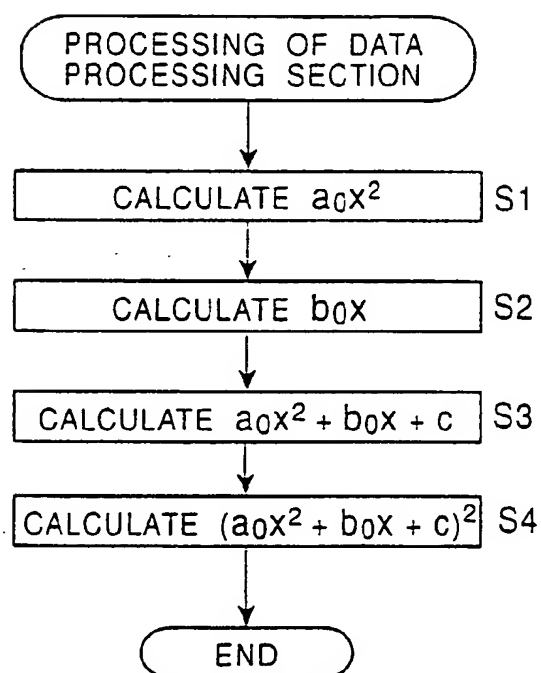 PROCESSING OF DATA
PROCESSING SECTION
CALCULATE a₀x² S1
CALCULATE b₀x S2
CALCULATE a₀x² + b₀x + c S3
CALCULATE (a₀x² + b₀x + c)² S4
END